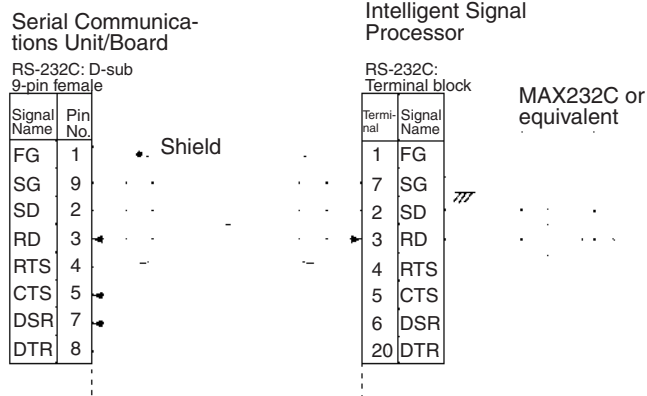 Serial Communica-
tions Unit/Board
RS-232C: D-sub
9-pin female
Signal Name Pin No.
FG 1
SG 9
SD 2
RD 3
RTS 4
CTS 5
DSR 7
DTR 8
Shield
Intelligent Signal
Processor
RS-232C:
Terminal block
Termi-nal Signal Name
1 FG
7 SG
2 SD
3 RD
4 RTS
5 CTS
6 DSR
20 DTR
MAX232C or
equivalent